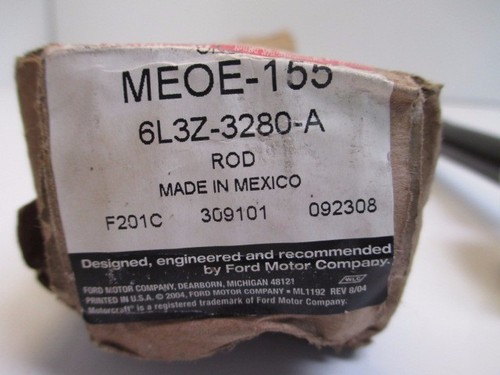 MEOE-155
6L3Z-3280-A
ROD
MADE IN MEXICO
F201C 309101 092308
Designed, engineered and recommended
by Ford Motor Company.
FORD MOTOR COMPANY, DEARBORN, MICHIGAN 48121
PRINTED IN U.S.A. © 2004, FORD MOTOR COMPANY • ML1192 REV 8/04
Motorcraft® is a registered trademark of Ford Motor Company.